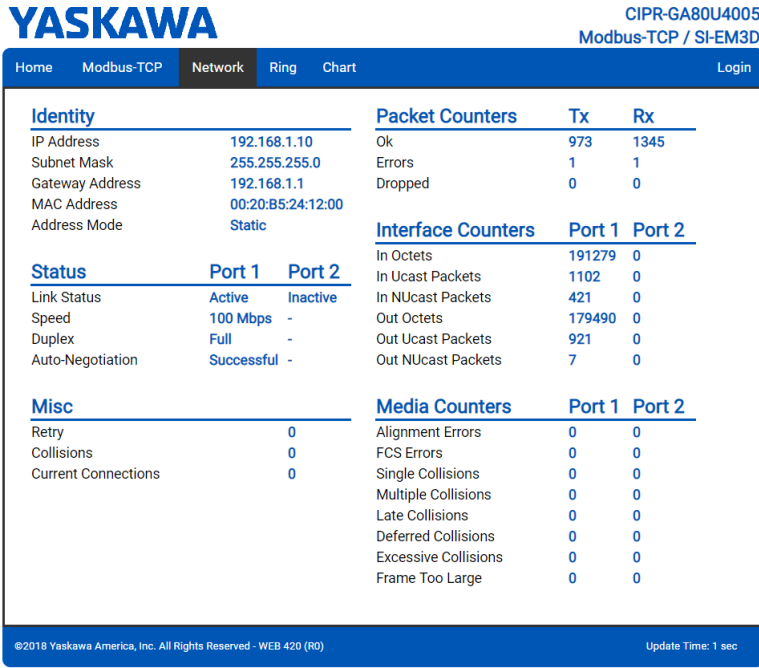 YASKAWA
CIPR-GA80U4005
Modbus-TCP / SI-EM3D
Home Modbus-TCP Network Ring Chart Login
Identity
IP Address 192.168.1.10
Subnet Mask 255.255.255.0
Gateway Address 192.168.1.1
MAC Address 00:20:B5:24:12:00
Address Mode Static
Status Port 1 Port 2
Link Status Active Inactive
Speed 100 Mbps -
Duplex Full -
Auto-Negotiation Successful -
Misc
Retry 0
Collisions 0
Current Connections 0
Packet Counters Tx Rx
Ok 973 1345
Errors 1 1
Dropped 0 0
Interface Counters Port 1 Port 2
In Octets 191279 0
In Ucast Packets 1102 0
In NUcast Packets 421 0
Out Octets 179490 0
Out Ucast Packets 921 0
Out NUcast Packets 7 0
Media Counters Port 1 Port 2
Alignment Errors 0 0
FCS Errors 0 0
Single Collisions 0 0
Multiple Collisions 0 0
Late Collisions 0 0
Deferred Collisions 0 0
Excessive Collisions 0 0
Frame Too Large 0 0
©2018 Yaskawa America, Inc. All Rights Reserved - WEB 420 (R0) Update Time: 1 sec